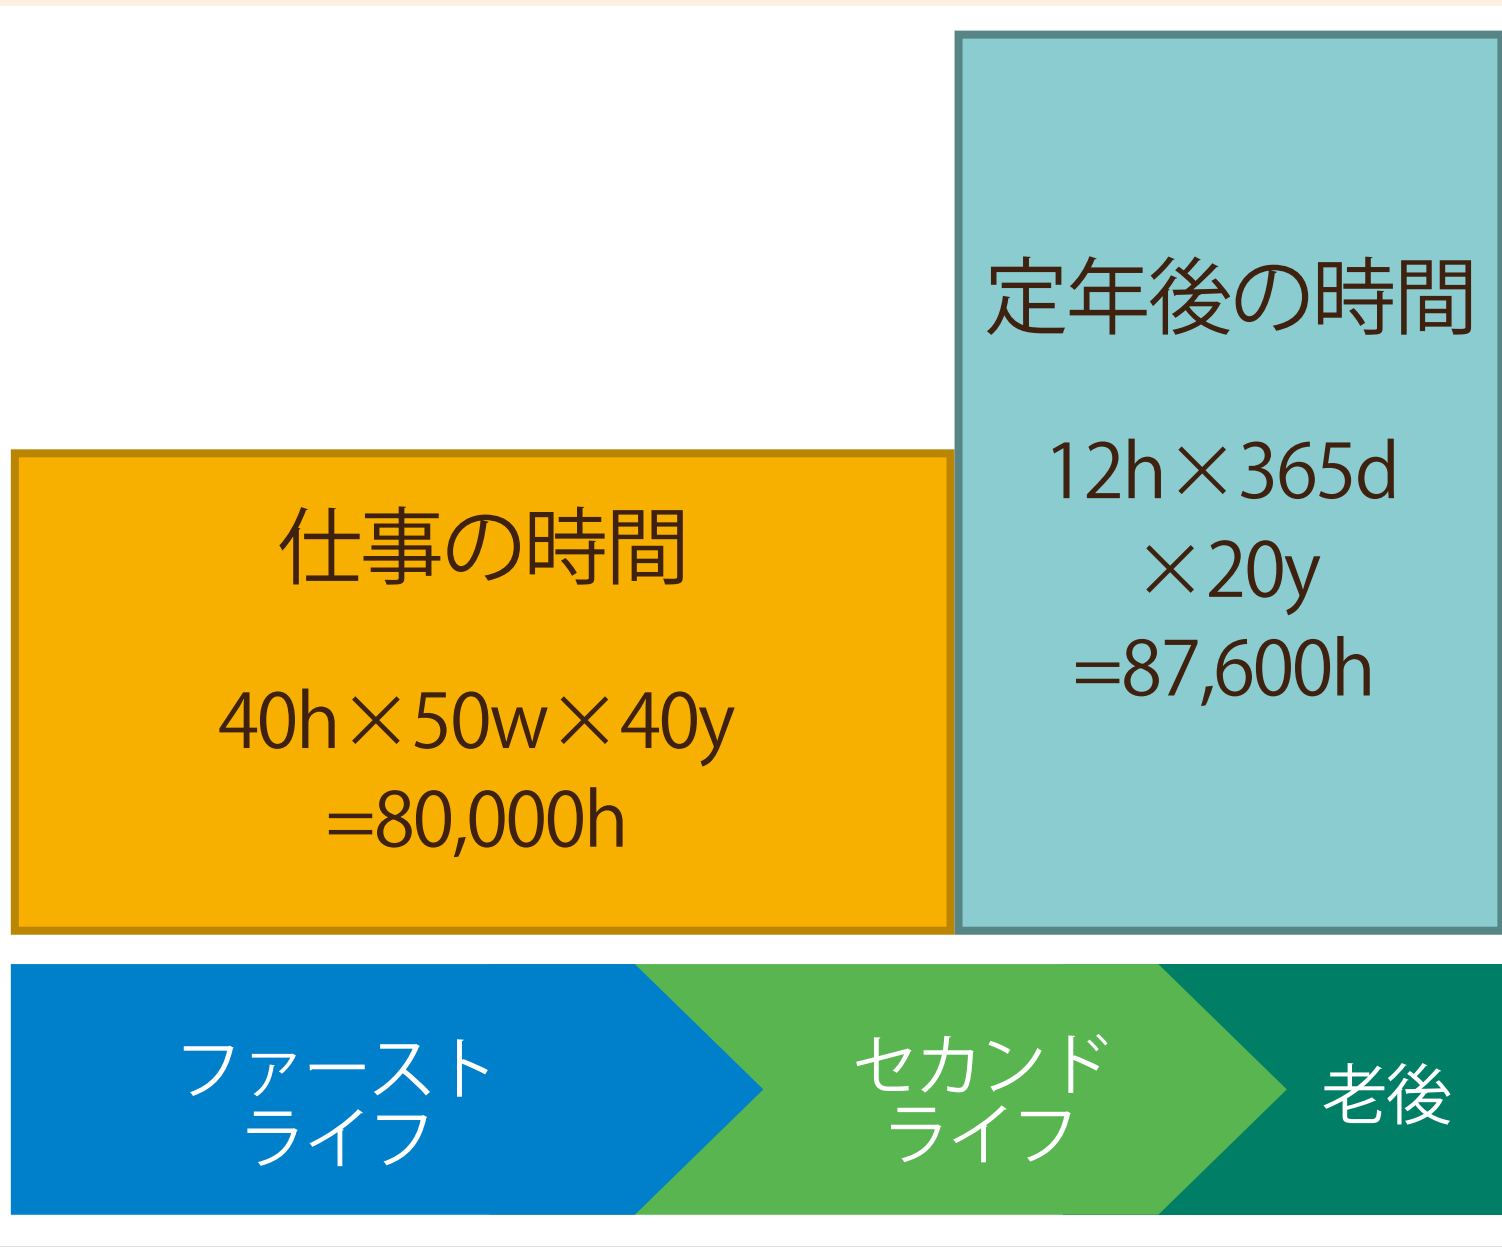 仕事の時間
40h×50w×40y
=80,000h
定年後の時間
12h×365d
×20y
=87,600h
ファースト
ライフ
セカンド
ライフ
老後